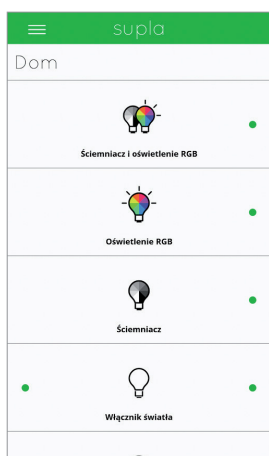 supla
Dom
Ściemniacz i oświetlenie RGB
Oświetlenie RGB
Ściemniacz
Włącznik światła